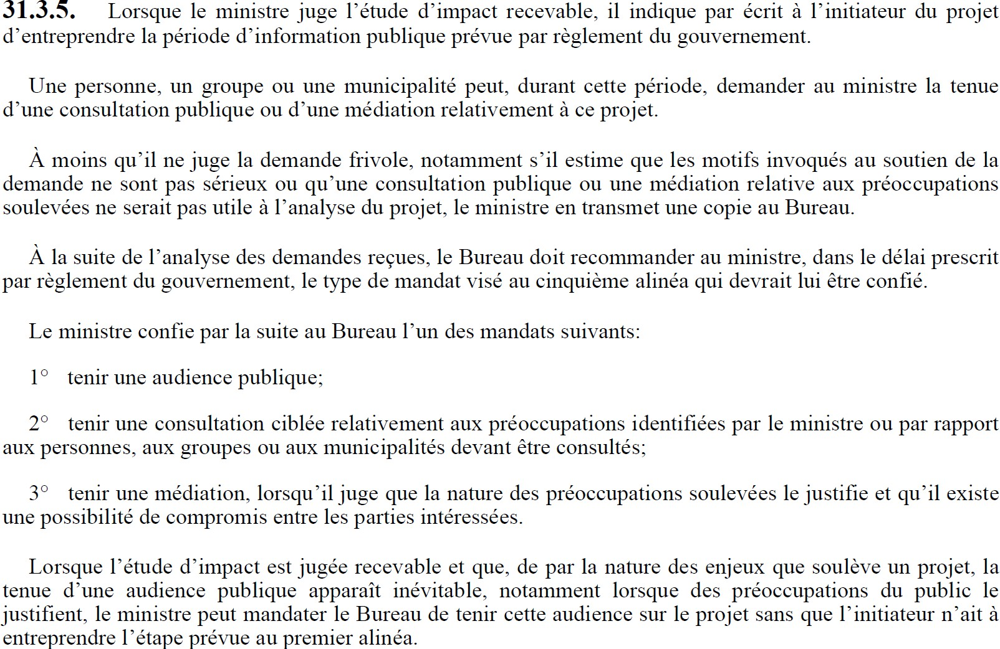 31.3.5. Lorsque le ministre juge l’étude d’impact recevable, il indique par écrit à l’initiateur du projet
d’entreprendre la période d’information publique prévue par règlement du gouvernement.
Une personne, un groupe ou une municipalité peut, durant cette période, demander au ministre la tenue
d’une consultation publique ou d’une médiation relativement à ce projet.
À moins qu’il ne juge la demande frivole, notamment s’il estime que les motifs invoqués au soutien de la
demande ne sont pas sérieux ou qu’une consultation publique ou une médiation relative aux préoccupations
soulevées ne serait pas utile à l’analyse du projet, le ministre en transmet une copie au Bureau.
À la suite de l’analyse des demandes reçues, le Bureau doit recommander au ministre, dans le délai prescrit
par règlement du gouvernement, le type de mandat visé au cinquième alinéa qui devrait lui être confié.
Le ministre confie par la suite au Bureau l’un des mandats suivants:
1° tenir une audience publique;
2° tenir une consultation ciblée relativement aux préoccupations identifiées par le ministre ou par rapport
aux personnes, aux groupes ou aux municipalités devant être consultés;
3° tenir une médiation, lorsqu’il juge que la nature des préoccupations soulevées le justifie et qu’il existe
une possibilité de compromis entre les parties intéressées.
Lorsque l’étude d’impact est jugée recevable et que, de par la nature des enjeux que soulève un projet, la
tenue d’une audience publique apparaît inévitable, notamment lorsque des préoccupations du public le
justifient, le ministre peut mandater le Bureau de tenir cette audience sur le projet sans que l’initiateur n’ait à
entreprendre l’étape prévue au premier alinéa.